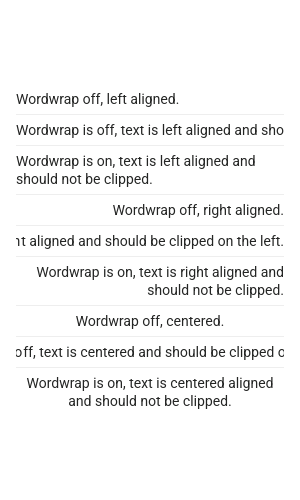 Wordwrap off, left aligned.
Wordwrap is off, text is left aligned and sho
Wordwrap is on, text is left aligned and
should not be clipped.
Wordwrap off, right aligned.
nt aligned and should be clipped on the left.
Wordwrap is on, text is right aligned and
should not be clipped.
Wordwrap off, centered.
off, text is centered and should be clipped o
Wordwrap is on, text is centered aligned
and should not be clipped.